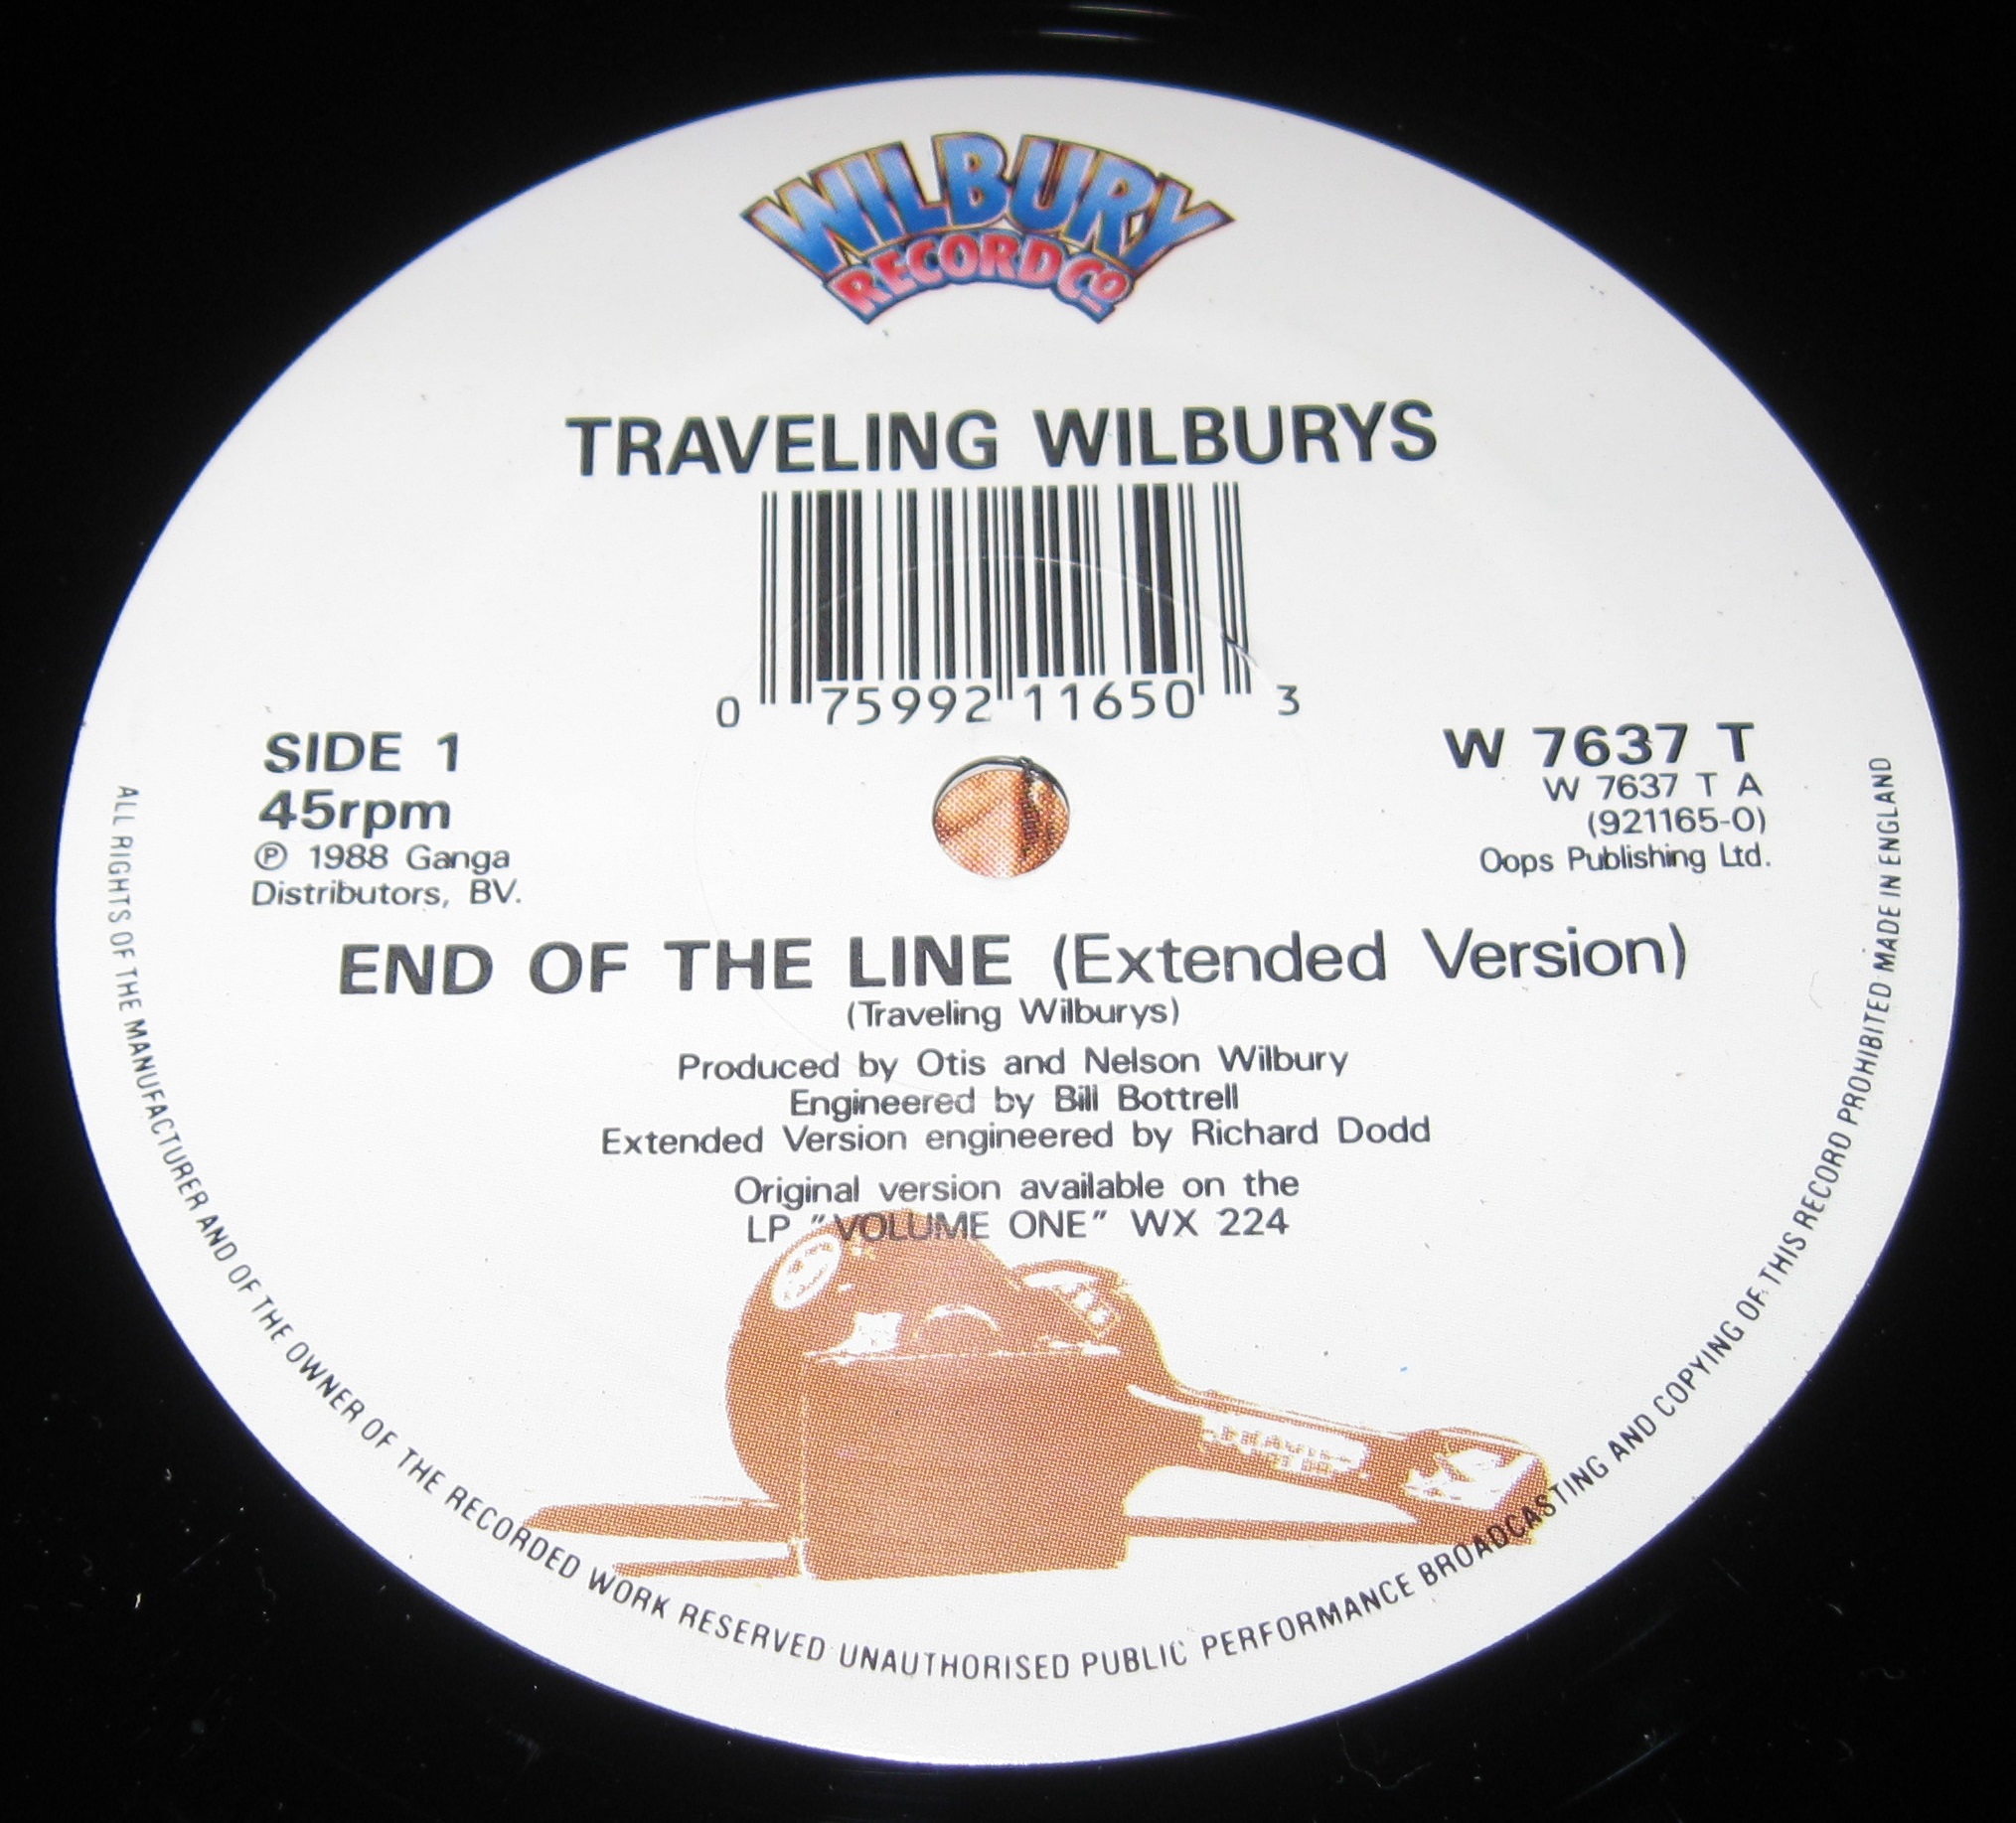 WILBURY
RECORD CO
TRAVELING WILBURYS
0 75992 11650 3
SIDE 1
45rpm
℗ 1988 Ganga
Distributors, BV.
W 7637 T
W 7637 T A
(921165-0)
Oops Publishing Ltd.
END OF THE LINE (Extended Version)
(Traveling Wilburys)
Produced by Otis and Nelson Wilbury
Engineered by Bill Bottrell
Extended Version engineered by Richard Dodd
Original version available on the
LP "VOLUME ONE" WX 224
ALL RIGHTS OF THE MANUFACTURER AND OF THE OWNER OF THE RECORDED WORK RESERVED UNAUTHORISED PUBLIC PERFORMANCE BROADCASTING AND COPYING OF THIS RECORD PROHIBITED MADE IN ENGLAND